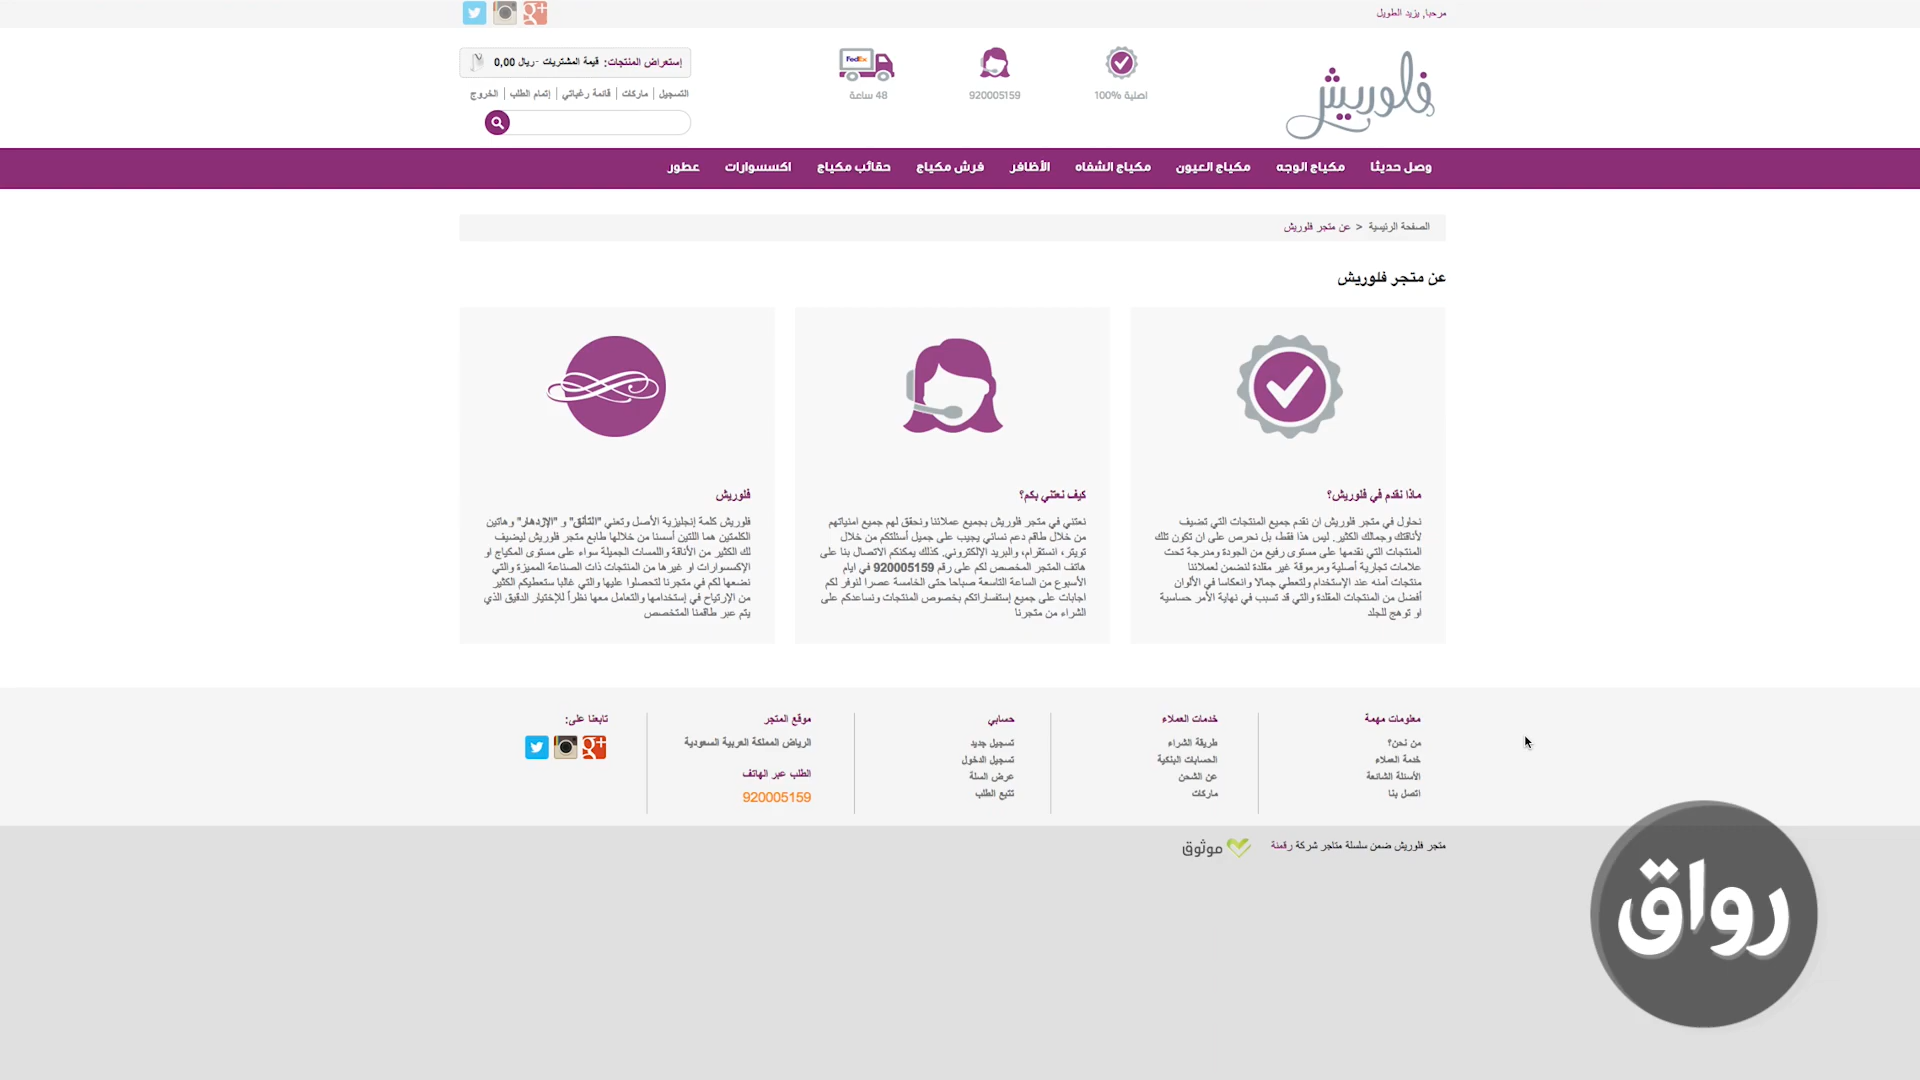 مرحبا, يزيد الطويل
فلوريش
اصلية %100
920005159
FedEx
48 ساعة
إستعراض المنتجات: قيمة المشتريات -ريال 0,00
التسجيل | ماركات | قائمة رغباتي | إتمام الطلب | الخروج
وصل حديثا مكياج الوجه مكياج العيون مكياج الشفاه الأظافر فرش مكياج حقائب مكياج اكسسوارات عطور
الصفحة الرئيسية > عن متجر فلوريش
عن متجر فلوريش
ماذا نقدم في فلوريش؟
نحاول في متجر فلوريش ان نقدم جميع المنتجات التي تضيف
لأناقتك وجمالك الكثير. ليس هذا فقط، بل نحرص على ان تكون تلك
المنتجات التي نقدمها على مستوى رفيع من الجودة ومدرجة تحت
علامات تجارية أصلية ومرموقة غير مقلدة لنضمن لعملائنا
منتجات آمنه عند الإستخدام ولتعطي جمالا وانعكاسا في الألوان
أفضل من المنتجات المقلدة والتي قد تسبب في نهاية الأمر حساسية
او توهج للجلد
كيف نعتني بكم؟
نعتني في متجر فلوريش بجميع عملائنا ونحقق لهم جميع امنياتهم
من خلال طاقم دعم نسائي يجيب على جميل أسئلتكم من خلال
تويتر، انستقرام، والبريد الإلكتروني. كذلك يمكنكم الاتصال بنا على
هاتف المتجر المخصص لكم على رقم 920005159 في ايام
الأسبوع من الساعة التاسعة صباحا حتى الخامسة عصرا لنوفر لكم
اجابات على جميع إستفساراتكم بخصوص المنتجات ونساعدكم على
الشراء من متجرنا
فلوريش
فلوريش كلمة إنجليزية الأصل وتعني "التأنق" و "الإزدهار" وهاتين
الكلمتين هما اللتين أسسنا من خلالها طابع متجر فلوريش ليضيف
لك الكثير من الأناقة واللمسات الجميلة سواء على مستوى المكياج او
الإكسسوارات او غيرها من المنتجات ذات الصناعة المميزة والتي
نضعها لكم في متجرنا لتحصلوا عليها والتي غالبا ستعطيكم الكثير
من الإرتياح في إستخدامها والتعامل معها نظراً للإختيار الدقيق الذي
يتم عبر طاقمنا المتخصص
معلومات مهمة
من نحن؟
خدمة العملاء
الأسئلة الشائعة
اتصل بنا
خدمات العملاء
طريقة الشراء
الحسابات البنكية
عن الشحن
ماركات
حسابي
تسجيل جديد
تسجيل الدخول
عرض السلة
تتبع الطلب
موقع المتجر
الرياض المملكة العربية السعودية
الطلب عبر الهاتف
920005159
تابعنا على:
متجر فلوريش ضمن سلسلة متاجر شركة رقمنة
موثوق
رواق